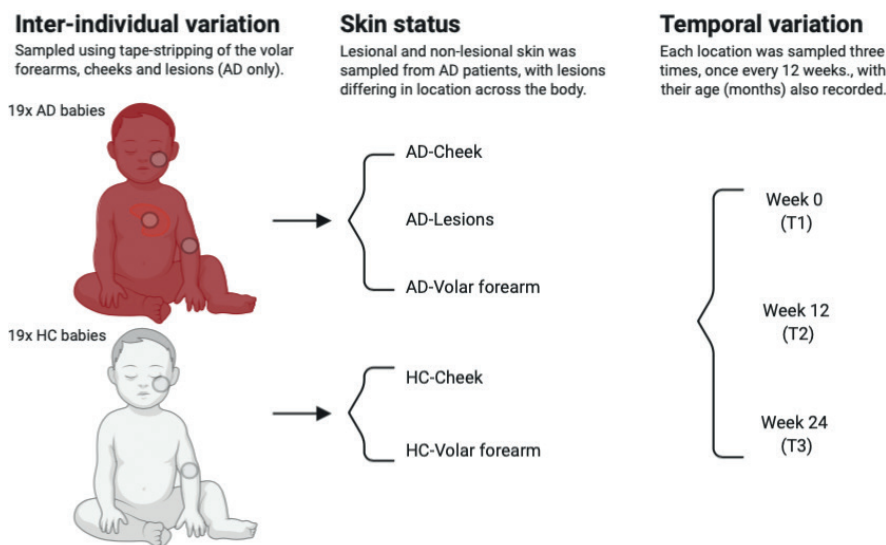 Inter-individual variation
Sampled using tape-stripping of the volar
forearms, cheeks and lesions (AD only).
19x AD babies
19x HC babies
Skin status
Lesional and non-lesional skin was
sampled from AD patients, with lesions
differing in location across the body.
AD-Cheek
AD-Lesions
AD-Volar forearm
HC-Cheek
HC-Volar forearm
Temporal variation
Each location was sampled three
times, once every 12 weeks., with
their age (months) also recorded.
Week 0
(T1)
Week 12
(T2)
Week 24
(T3)